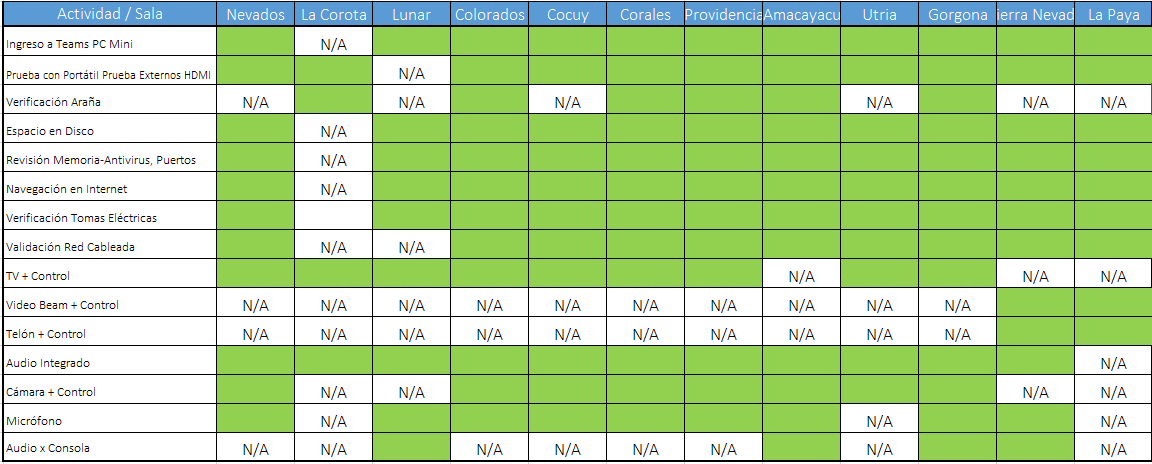 Actividad / Sala Nevados La Corota Lunar Colorados Cocuy Corales Providencia Amacayacu Utria Gorgona ierra Nevad La Paya
Ingreso a Teams PC Mini N/A
Prueba con Portátil Prueba Externos HDMI N/A
Verificación Araña N/A N/A N/A N/A N/A N/A
Espacio en Disco N/A
Revisión Memoria-Antivirus, Puertos N/A
Navegación en Internet N/A
Verificación Tomas Eléctricas
Validación Red Cableada N/A N/A
TV + Control N/A N/A N/A
Video Beam + Control N/A N/A N/A N/A N/A N/A N/A N/A N/A N/A
Telón + Control N/A N/A N/A N/A N/A N/A N/A N/A N/A N/A
Audio Integrado N/A
Cámara + Control N/A N/A N/A N/A
Micrófono N/A N/A N/A
Audio x Consola N/A N/A N/A N/A N/A N/A N/A N/A